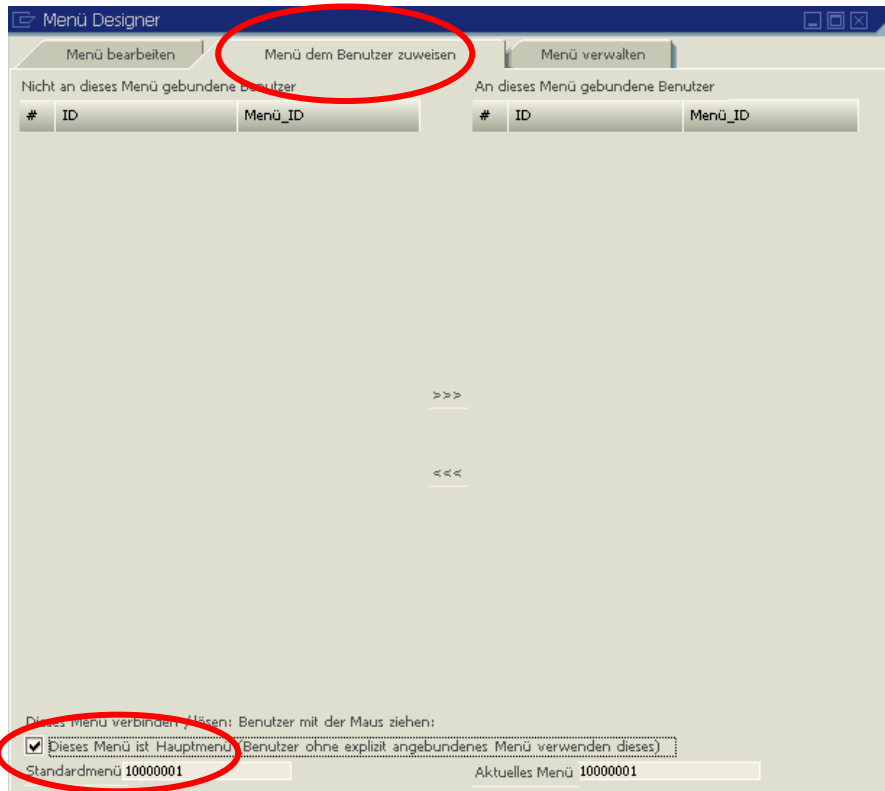 Menü Designer
Menü bearbeiten Menü dem Benutzer zuweisen Menü verwalten
Nicht an dieses Menü gebundene Benutzer An dieses Menü gebundene Benutzer
# ID Menü_ID # ID Menü_ID
>>>
<<<
Dieses Menü verbinden / lösen: Benutzer mit der Maus ziehen:
Dieses Menü ist Hauptmenü (Benutzer ohne explizit angebundenes Menü verwenden dieses)
Standardmenü 10000001 Aktuelles Menü 10000001